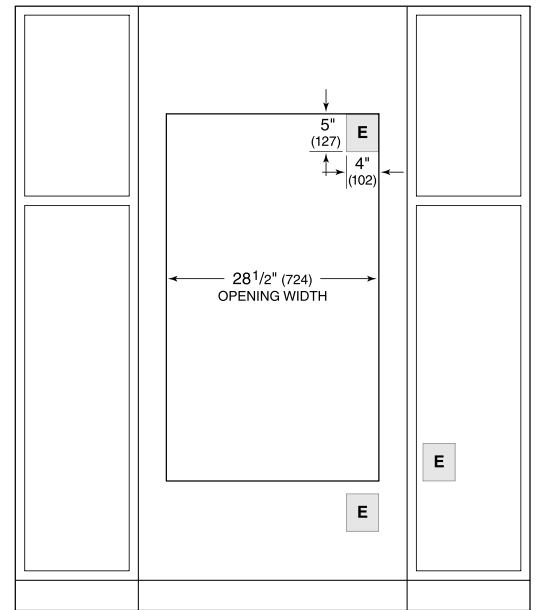 5"
(127)
E
4"
(102)
28 1/2" (724)
OPENING WIDTH
E
E